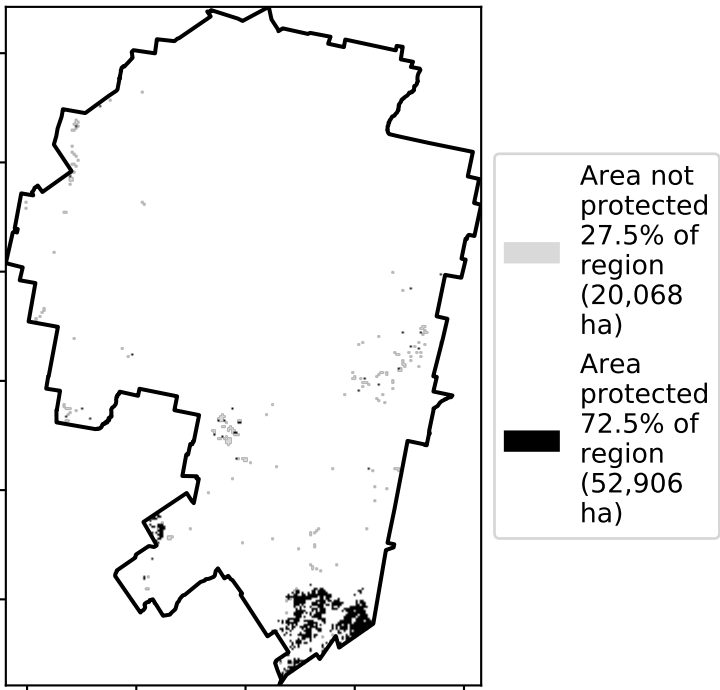 Area not
protected
27.5% of
region
(20,068
ha)
Area
protected
72.5% of
region
(52,906
ha)